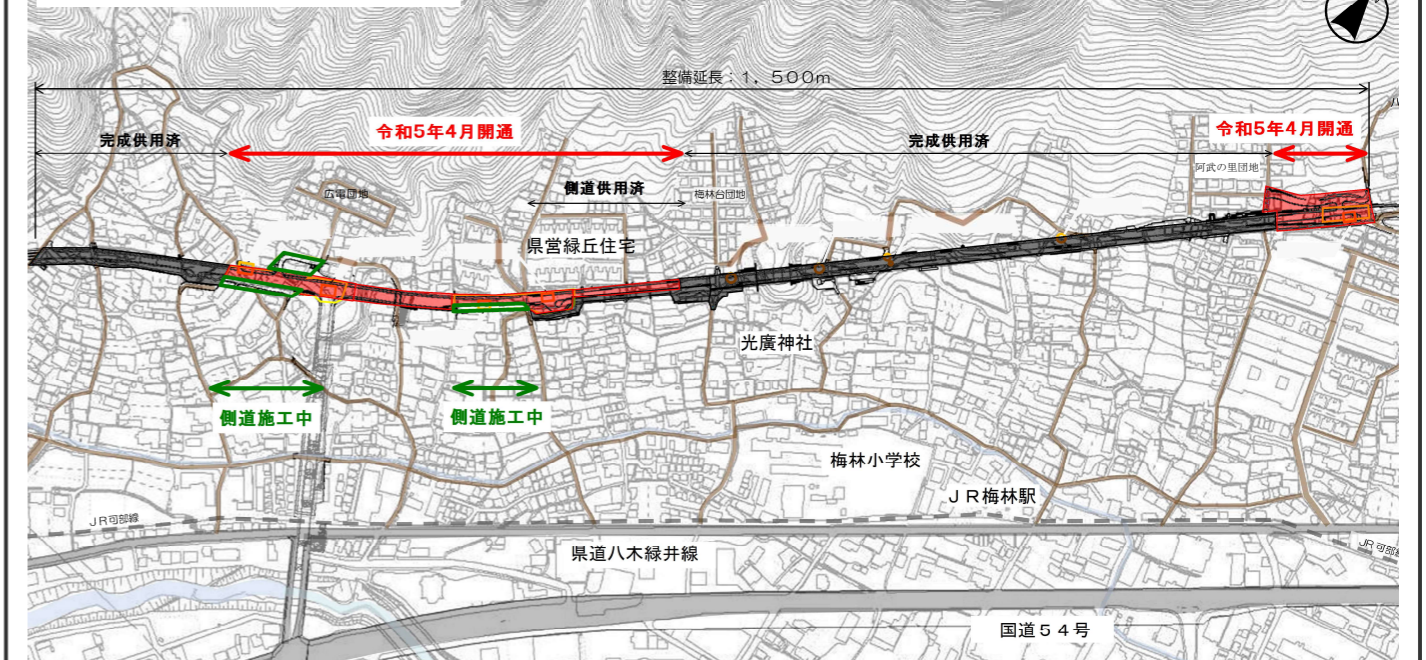 整備延長：1，500m
完成供用済
令和5年4月開通
完成供用済
令和5年4月開通
阿武の里団地
広電団地
側道供用済
梅林台団地
県営緑丘住宅
光廣神社
側道施工中
側道施工中
梅林小学校
ＪＲ梅林駅
JR可部線
県道八木緑井線
JR可部線
国道５４号